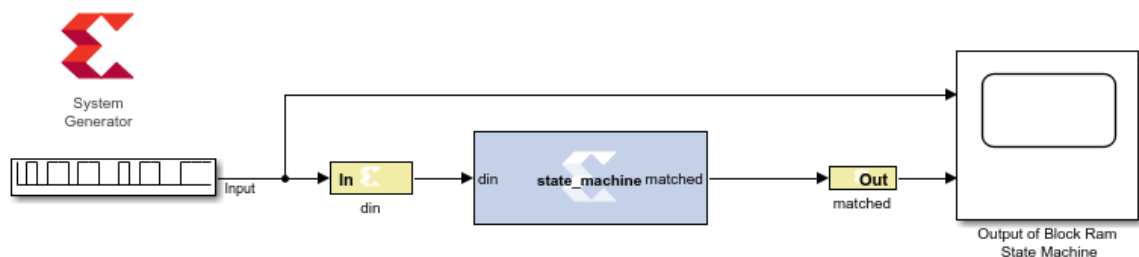 System
Generator
Input
In
din
din
state_machine
matched
Out
matched
Output of Block Ram
State Machine